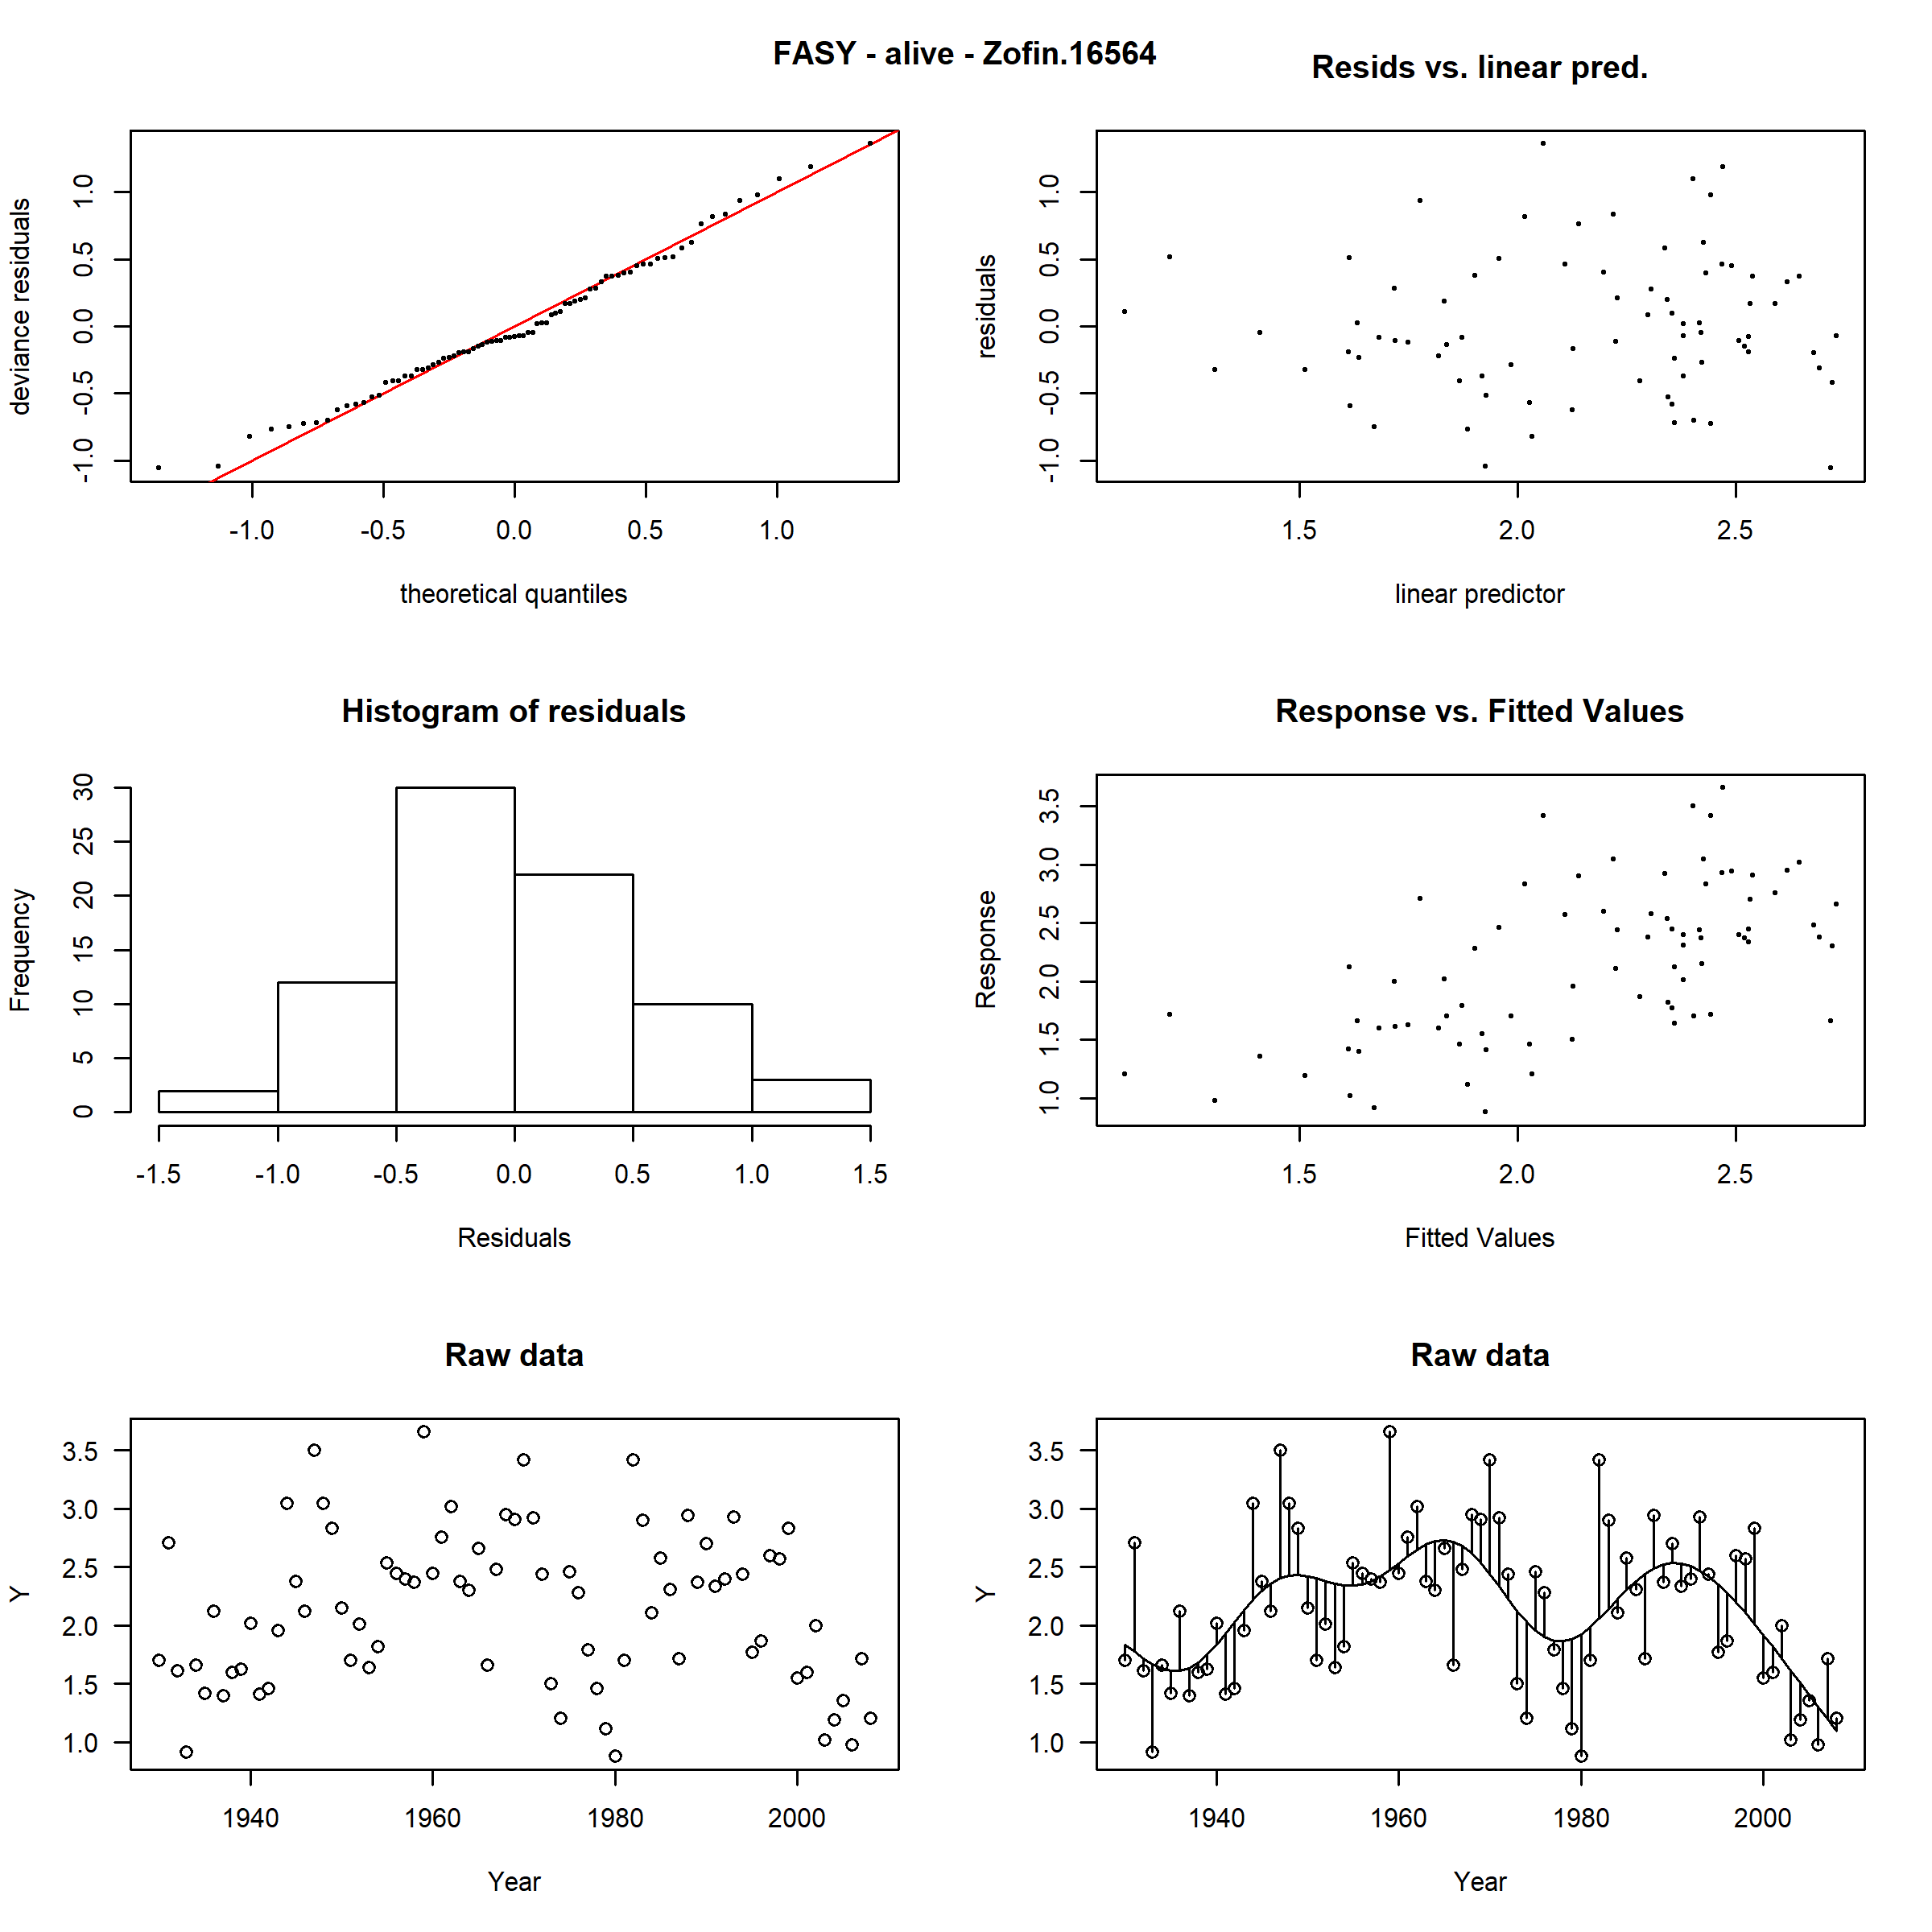 FASY - alive - Zofin.16564
Resids vs. linear pred.
deviance residuals
-1.0 -0.5 0.0 0.5 1.0
-1.0 -0.5 0.0 0.5 1.0
theoretical quantiles
residuals
-1.0 -0.5 0.0 0.5 1.0
1.5 2.0 2.5
linear predictor
Histogram of residuals
Frequency
0 5 10 15 20 25 30
-1.5 -1.0 -0.5 0.0 0.5 1.0 1.5
Residuals
Response vs. Fitted Values
Response
1.0 1.5 2.0 2.5 3.0 3.5
1.5 2.0 2.5
Fitted Values
Raw data
Y
3.5
3.0
2.5
2.0
1.5
1.0
1940 1960 1980 2000
Year
Raw data
Y
3.5
3.0
2.5
2.0
1.5
1.0
1940 1960 1980 2000
Year